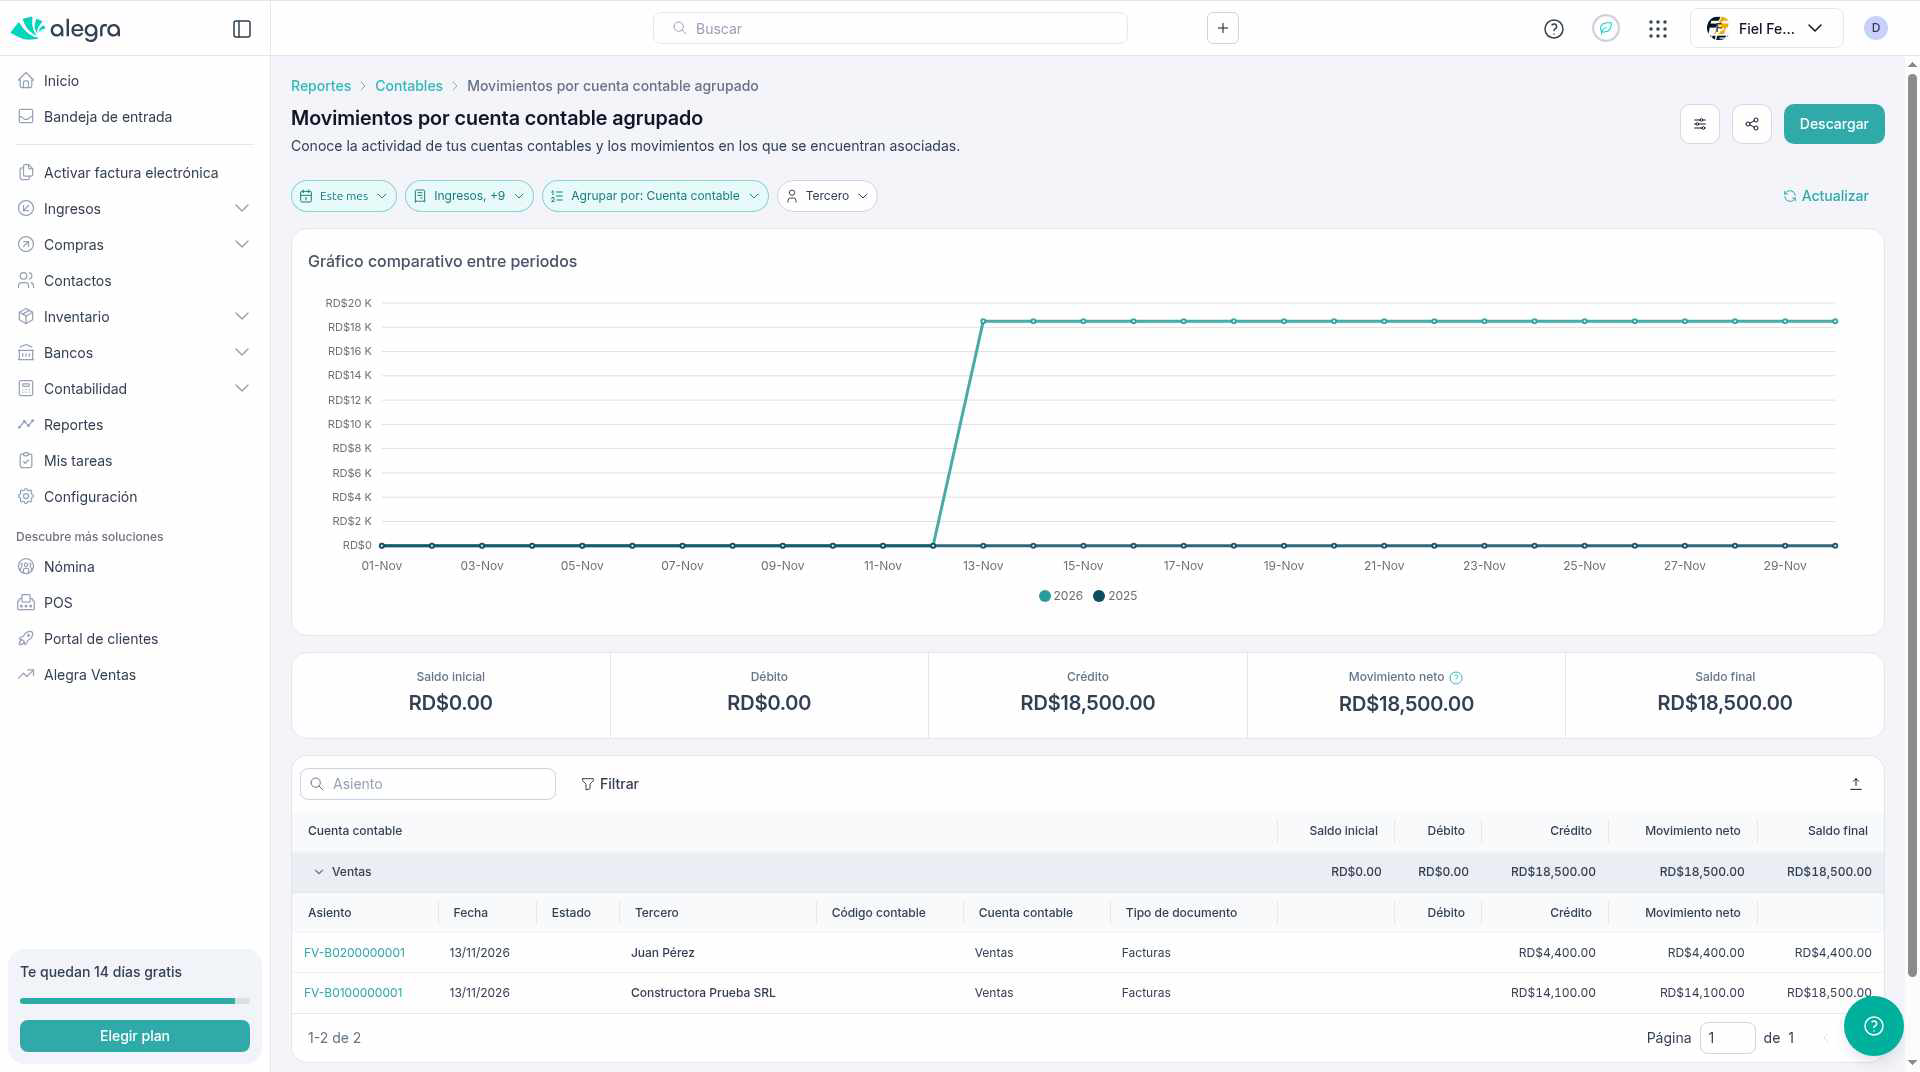 alegra
Buscar
Fiel Fe...
D
Inicio
Bandeja de entrada
Activar factura electrónica
Ingresos
Compras
Contactos
Inventario
Bancos
Contabilidad
Reportes
Mis tareas
Configuración
Descubre más soluciones
Nómina
POS
Portal de clientes
Alegra Ventas
Te quedan 14 días gratis
Elegir plan
Reportes > Contables > Movimientos por cuenta contable agrupado
Movimientos por cuenta contable agrupado
Conoce la actividad de tus cuentas contables y los movimientos en los que se encuentran asociadas.
Descargar
Este mes
Ingresos, +9
Agrupar por: Cuenta contable
Tercero
Actualizar
Gráfico comparativo entre periodos
RD$20 K
RD$18 K
RD$16 K
RD$14 K
RD$12 K
RD$10 K
RD$8 K
RD$6 K
RD$4 K
RD$2 K
RD$0
01-Nov 03-Nov 05-Nov 07-Nov 09-Nov 11-Nov 13-Nov 15-Nov 17-Nov 19-Nov 21-Nov 23-Nov 25-Nov 27-Nov 29-Nov
2026 2025
Saldo inicial Débito Crédito Movimiento neto Saldo final
RD$0.00 RD$0.00 RD$18,500.00 RD$18,500.00 RD$18,500.00
Asiento
Filtrar
Cuenta contable Saldo inicial Débito Crédito Movimiento neto Saldo final
Ventas RD$0.00 RD$0.00 RD$18,500.00 RD$18,500.00 RD$18,500.00
Asiento Fecha Estado Tercero Código contable Cuenta contable Tipo de documento Débito Crédito Movimiento neto
FV-B0200000001 13/11/2026 Juan Pérez Ventas Facturas RD$4,400.00 RD$4,400.00 RD$4,400.00
FV-B0100000001 13/11/2026 Constructora Prueba SRL Ventas Facturas RD$14,100.00 RD$14,100.00 RD$18,500.00
1-2 de 2
Página 1 de 1